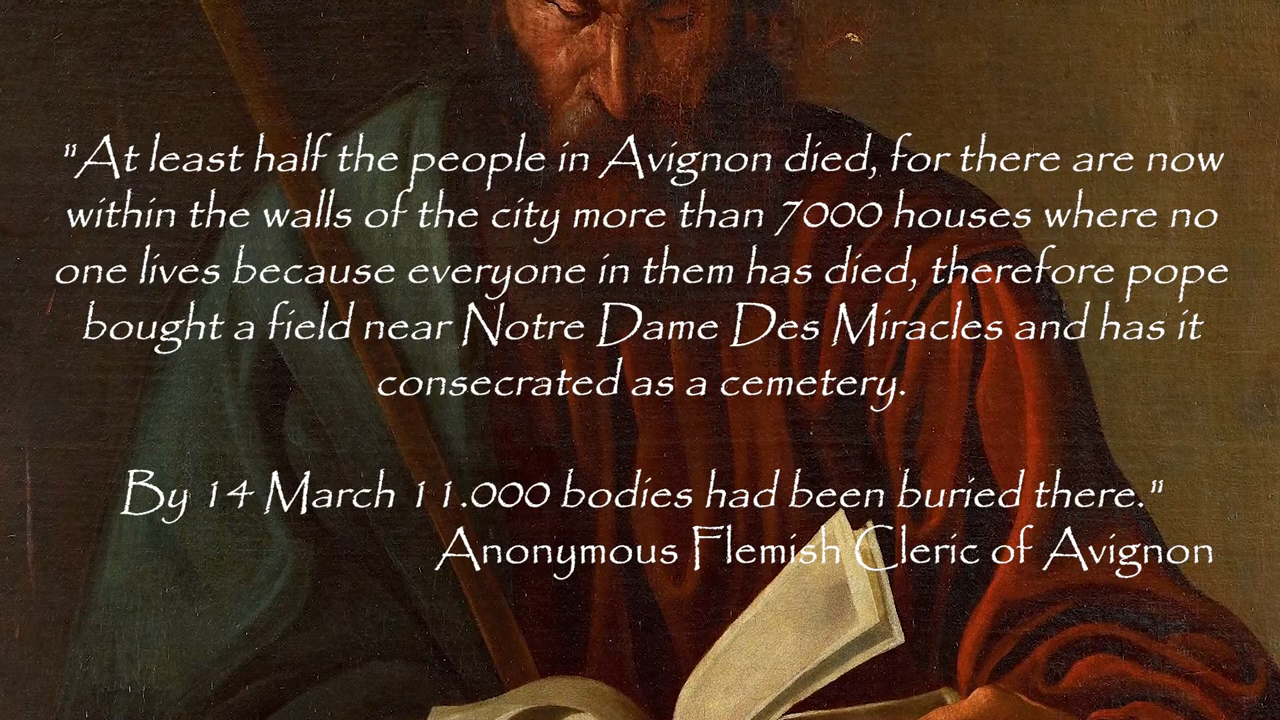 "At least half the people in Avignon died, for there are now
within the walls of the city more than 7000 houses where no
one lives because everyone in them has died, therefore pope
bought a field near Notre Dame Des Miracles and has it
consecrated as a cemetery.
By 14 March 11.000 bodies had been buried there."
Anonymous Flemish Cleric of Avignon